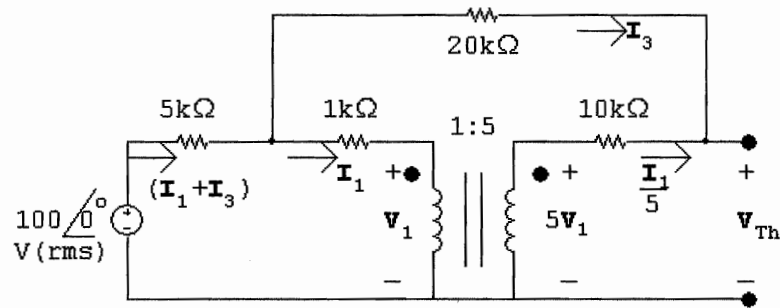 20kΩ
I3
5kΩ
1kΩ
1:5
10kΩ
(I1+I3)
I1
+
+
I1
5
+
100∠0°
V(rms)
+
−
V1
5V1
VTh
−
−
−